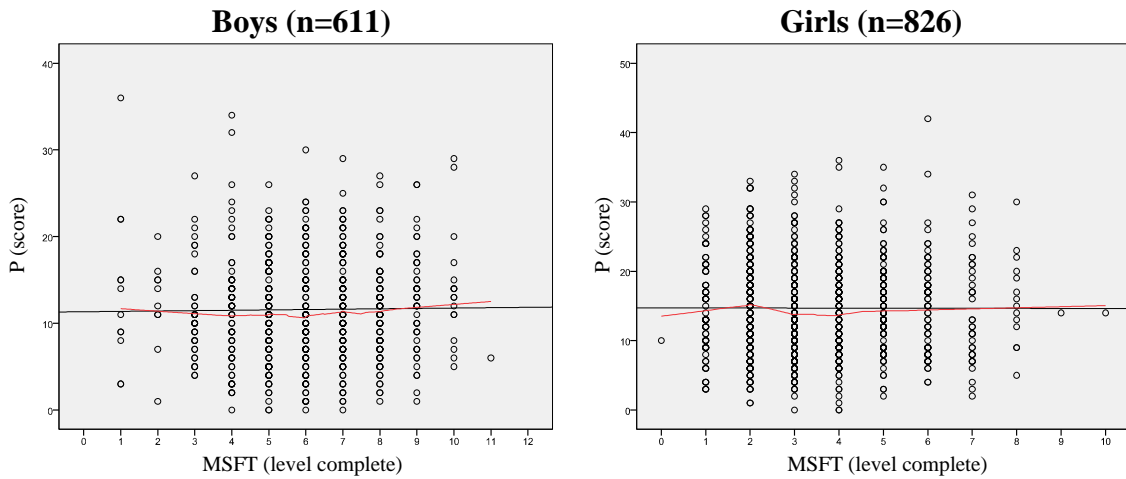 Boys (n=611)
Girls (n=826)
40
30
20
10
0
P (score)
0 1 2 3 4 5 6 7 8 9 10 11 12
MSFT (level complete)
50
40
30
20
10
0
P (score)
0 1 2 3 4 5 6 7 8 9 10
MSFT (level complete)